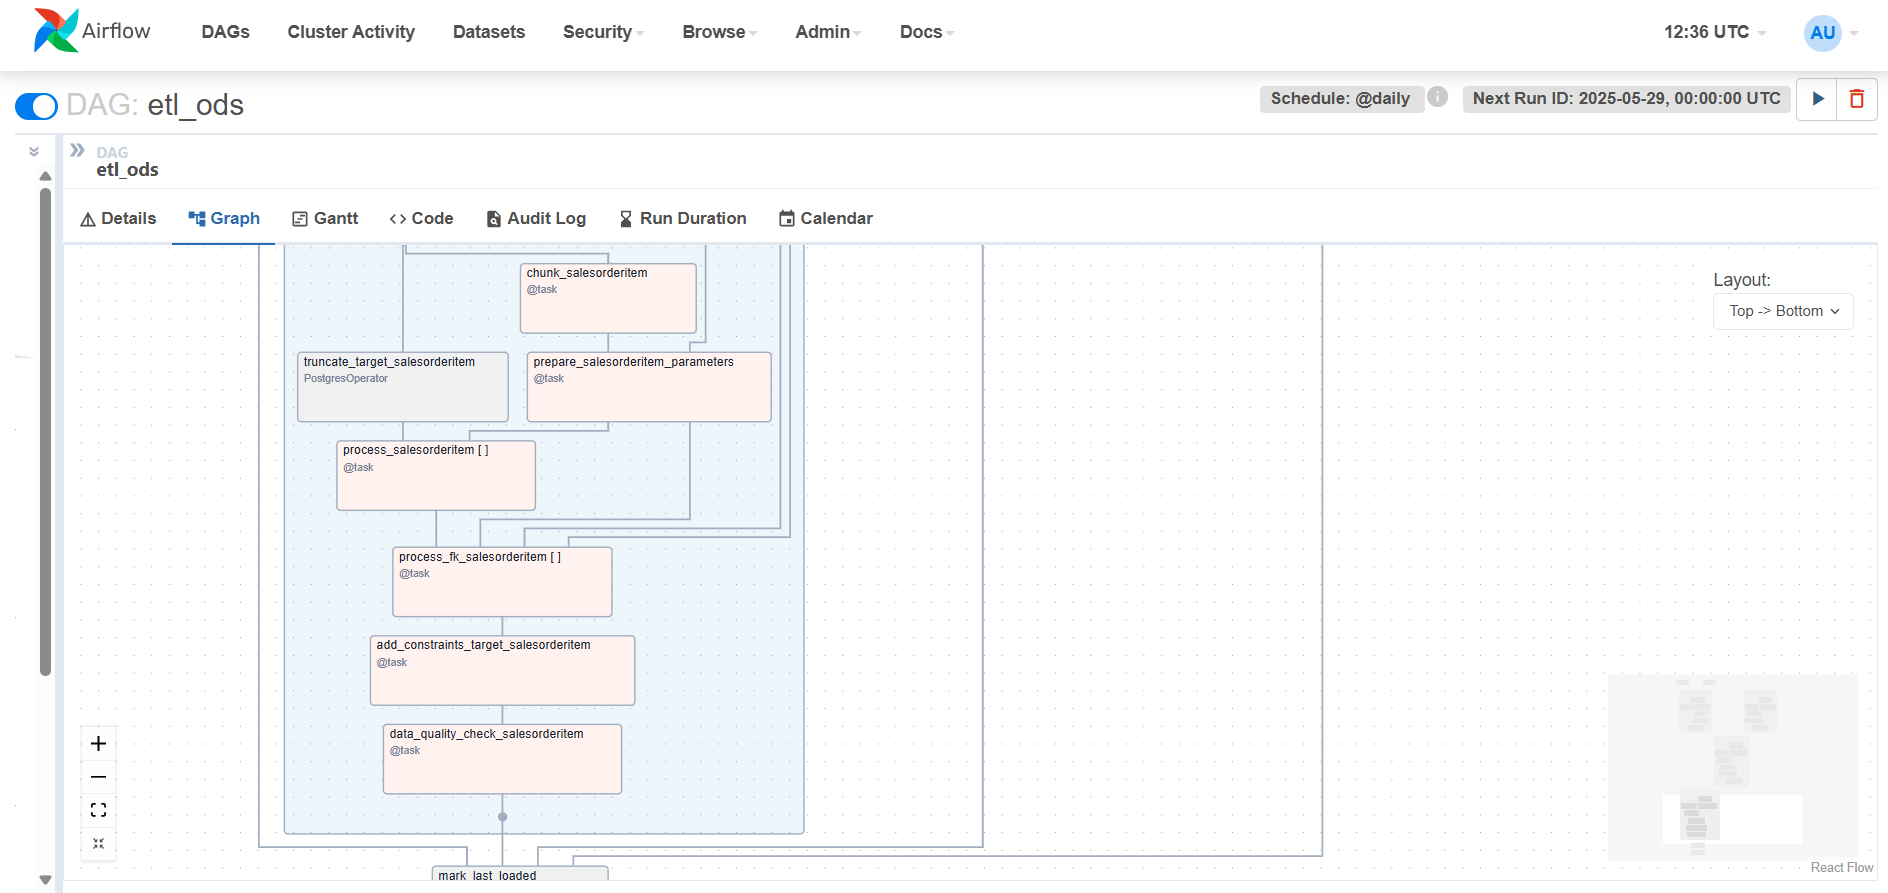 Airflow
DAGs
Cluster Activity
Datasets
Security
Browse
Admin
Docs
12:36 UTC
AU
DAG: etl_ods
Schedule: @daily
Next Run ID: 2025-05-29, 00:00:00 UTC
DAG
etl_ods
Details
Graph
Gantt
Code
Audit Log
Run Duration
Calendar
Layout:
Top -> Bottom
chunk_salesorderitem
@task
truncate_target_salesorderitem
PostgresOperator
prepare_salesorderitem_parameters
@task
process_salesorderitem [ ]
@task
process_fk_salesorderitem [ ]
@task
add_constraints_target_salesorderitem
@task
data_quality_check_salesorderitem
@task
mark_last_loaded
React Flow